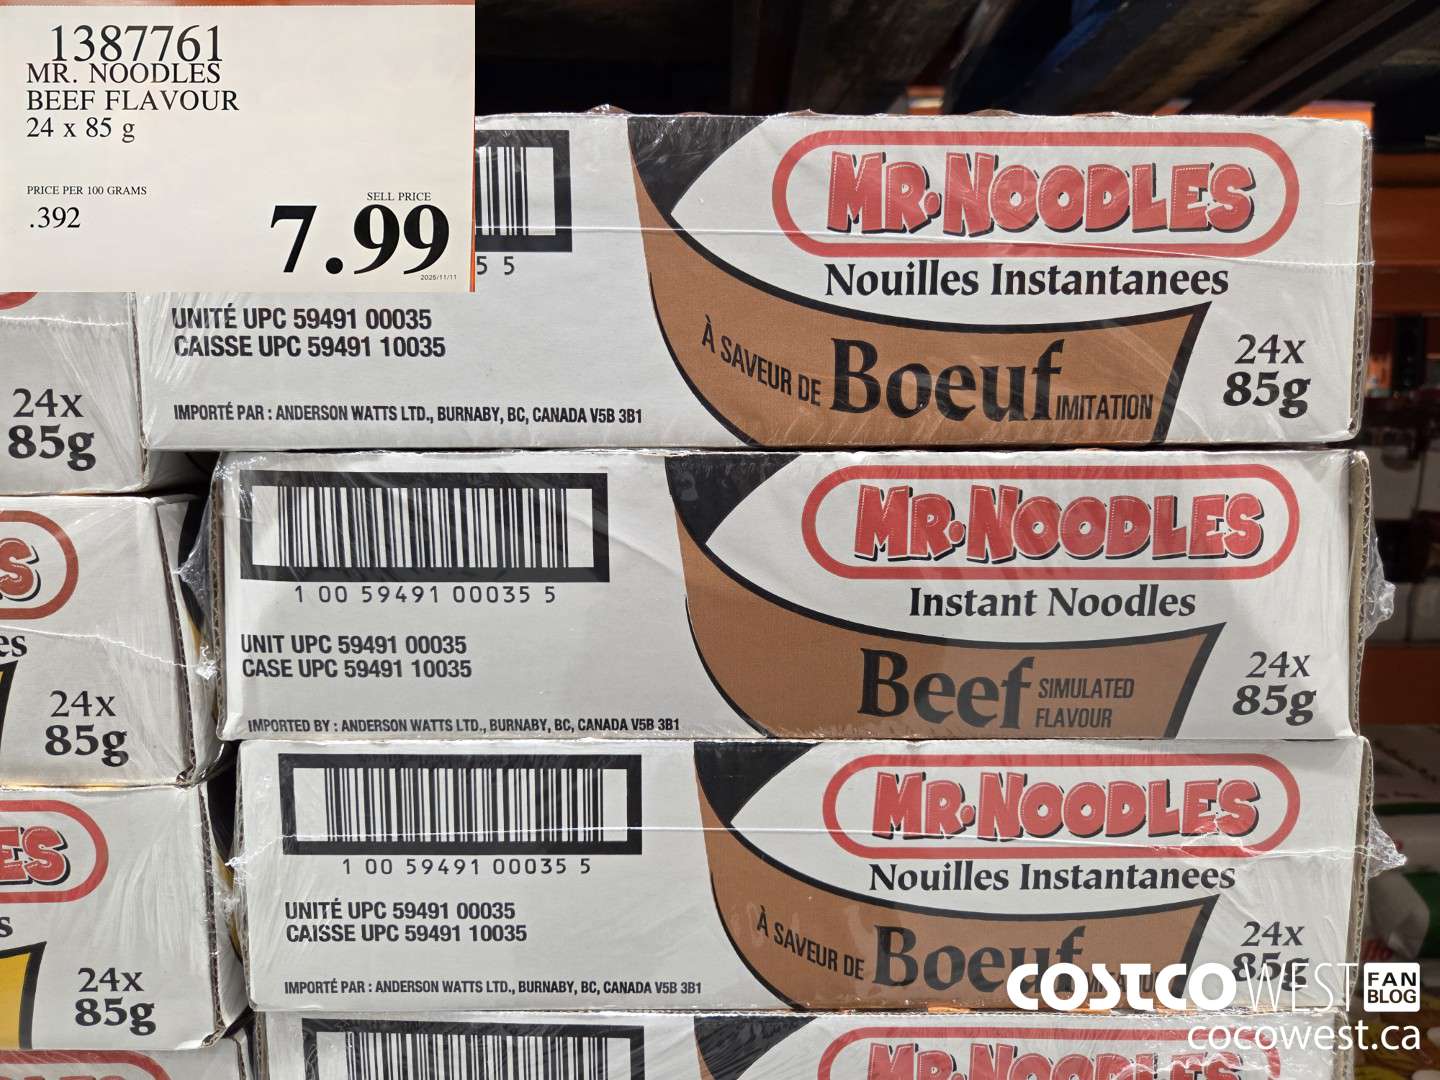 1387761
MR. NOODLES
BEEF FLAVOUR
24 x 85 g
PRICE PER 100 GRAMS
.392
SELL PRICE
7.99
2025/11/11
5 5
UNITÉ UPC 59491 00035
CAISSE UPC 59491 10035
IMPORTÉ PAR : ANDERSON WATTS LTD., BURNABY, BC, CANADA V5B 3B1
MR. NOODLES
Nouilles Instantanees
À SAVEUR DE Boeuf IMITATION
24x
85g
24x
85g
1 00 59491 00035 5
UNIT UPC 59491 00035
CASE UPC 59491 10035
IMPORTED BY : ANDERSON WATTS LTD., BURNABY, BC, CANADA V5B 3B1
MR. NOODLES
Instant Noodles
Beef SIMULATED
FLAVOUR
24x
85g
S
es
24x
85g
1 00 59491 00035 5
UNITÉ UPC 59491 00035
CAISSE UPC 59491 10035
IMPORTÉ PAR : ANDERSON WATTS LTD., BURNABY, BC, CANADA V5B 3B1
MR. NOODLES
Nouilles Instantanees
À SAVEUR DE Boeuf IMITATION
24x
85g
ES
s
24x
85g
MR. NOODLES
COSTCO WEST FAN
BLOG
cocowest.ca